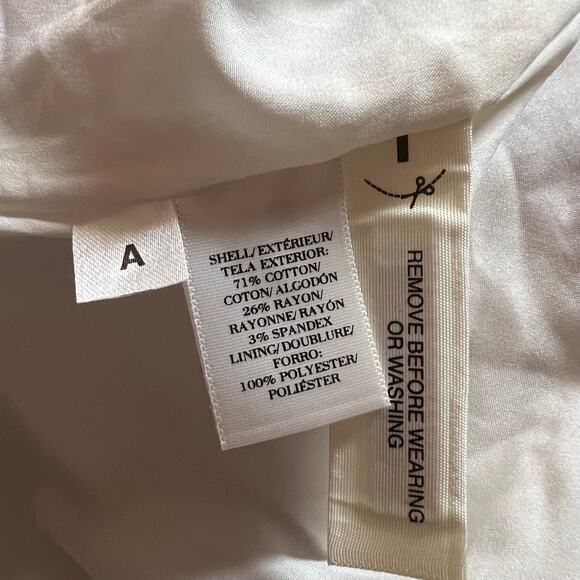 A
SHELL/EXTÉRIEUR/
TELA EXTERIOR:
71% COTTON/
COTON/ALGODÓN
26% RAYON/
RAYONNE/RAYÓN
3% SPANDEX
LINING/DOUBLURE/
FORRO:
100% POLYESTER/
POLIÉSTER
REMOVE BEFORE WEARING
OR WASHING